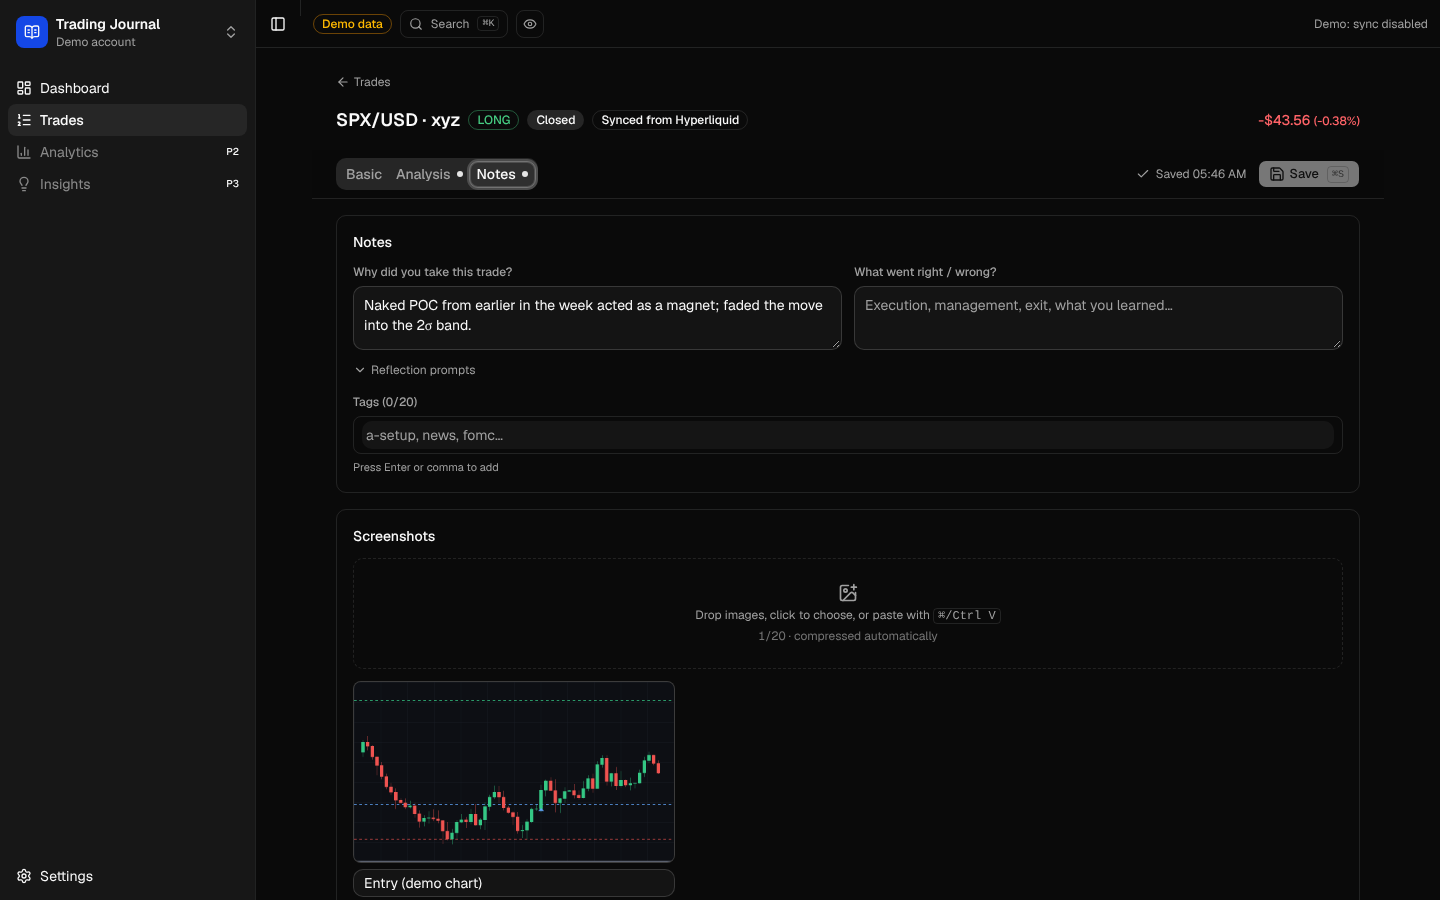 Trading Journal
Demo account
Dashboard
Trades
Analytics P2
Insights P3
Settings
Demo data
Search ⌘K
Demo: sync disabled
Trades
SPX/USD · xyz LONG Closed Synced from Hyperliquid
-$43.56 (-0.38%)
Basic Analysis Notes
Saved 05:46 AM
Save ⌘S
Notes
Why did you take this trade?
Naked POC from earlier in the week acted as a magnet; faded the move
into the 2σ band.
What went right / wrong?
Execution, management, exit, what you learned…
Reflection prompts
Tags (0/20)
a-setup, news, fomc…
Press Enter or comma to add
Screenshots
Drop images, click to choose, or paste with ⌘/Ctrl V
1/20 · compressed automatically
Entry (demo chart)